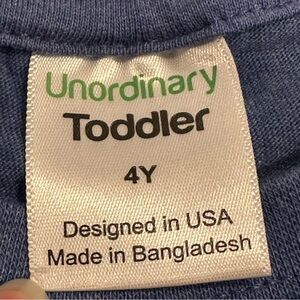 Unordinary
Toddler
4Y
Designed in USA
Made in Bangladesh